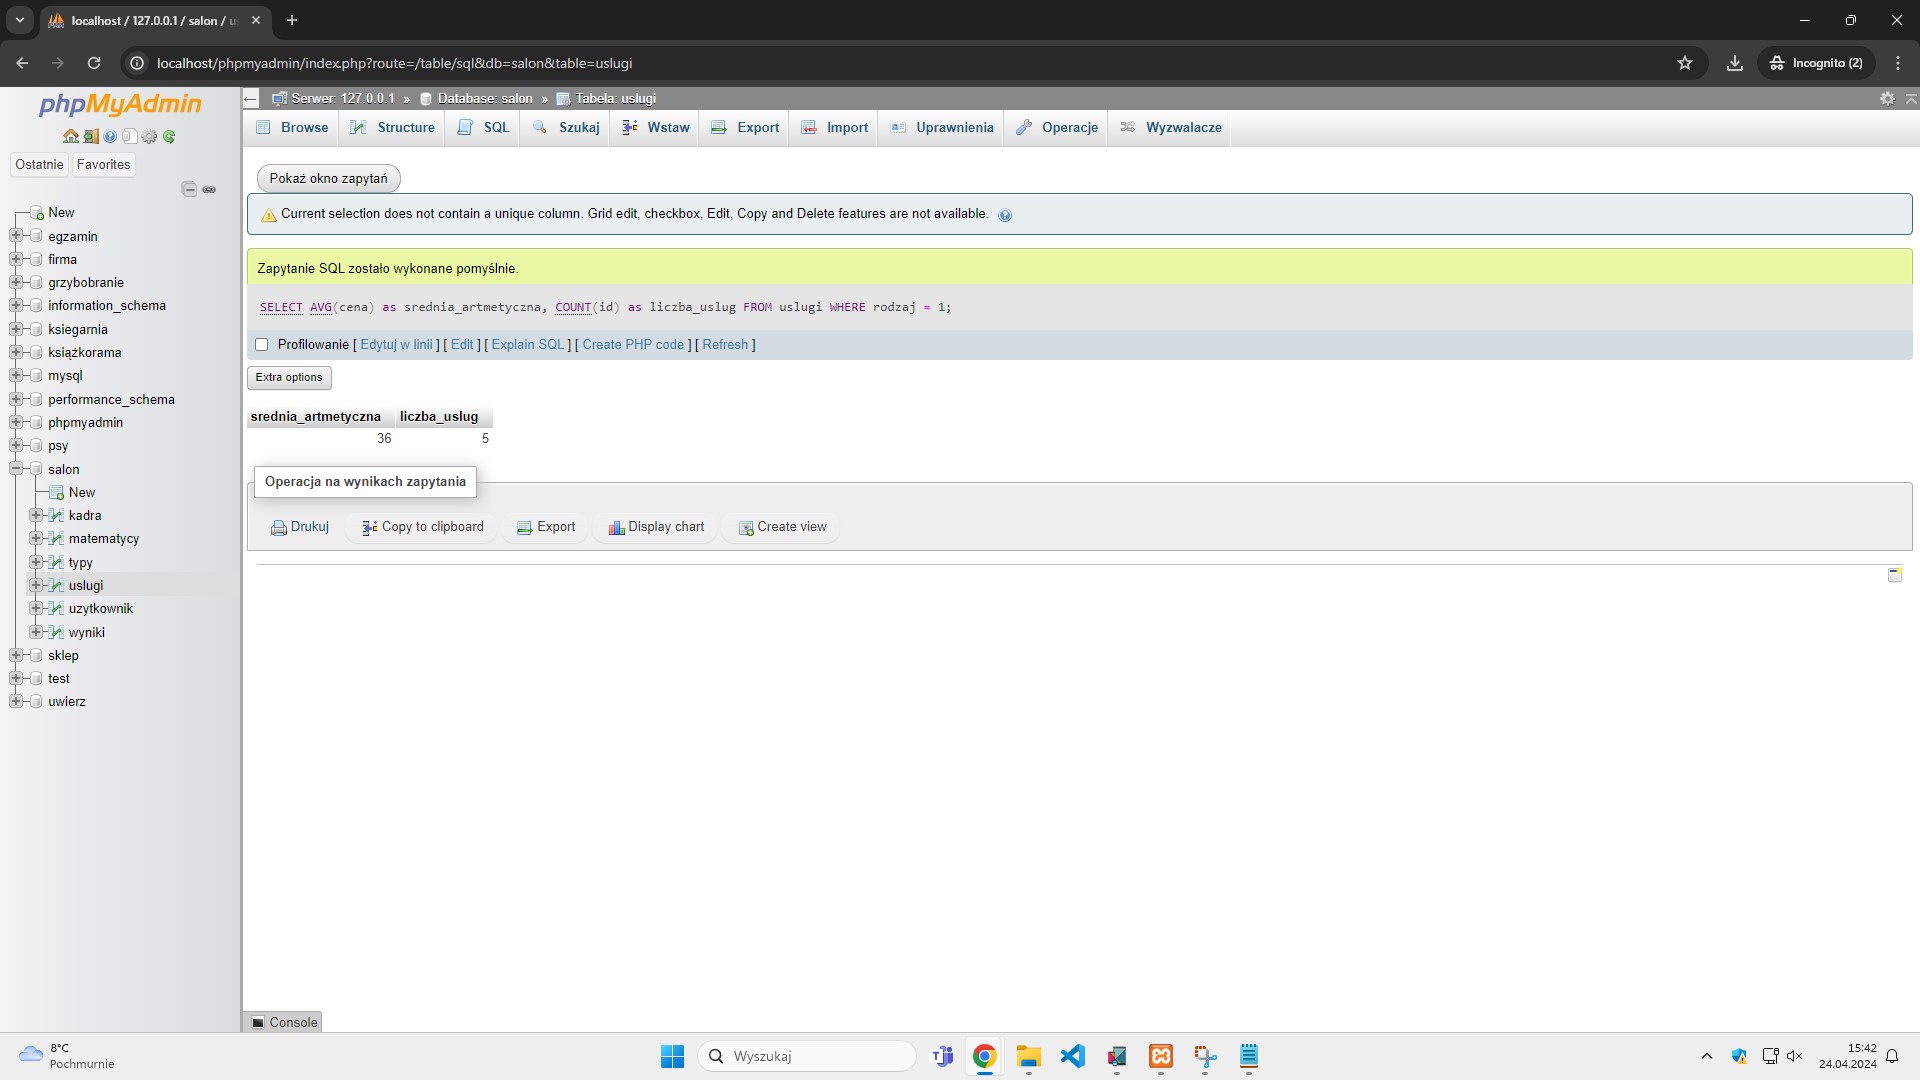 localhost / 127.0.0.1 / salon / us
localhost/phpmyadmin/index.php?route=/table/sql&db=salon&table=uslugi
Incognito (2)
phpMyAdmin
Ostatnie
Favorites
New
egzamin
firma
grzybobranie
information_schema
ksiegarnia
książkorama
mysql
performance_schema
phpmyadmin
psy
salon
New
kadra
matematycy
typy
uslugi
uzytkownik
wyniki
sklep
test
uwierz
Serwer: 127.0.0.1 » Database: salon » Tabela: uslugi
Browse Structure SQL Szukaj Wstaw Export Import Uprawnienia Operacje Wyzwalacze
Pokaż okno zapytań
Current selection does not contain a unique column. Grid edit, checkbox, Edit, Copy and Delete features are not available.
Zapytanie SQL zostało wykonane pomyślnie.
SELECT AVG(cena) as srednia_artmetyczna, COUNT(id) as liczba_uslug FROM uslugi WHERE rodzaj = 1;
Profilowanie [ Edytuj w linii ] [ Edit ] [ Explain SQL ] [ Create PHP code ] [ Refresh ]
Extra options
srednia_artmetyczna liczba_uslug
36 5
Operacja na wynikach zapytania
Drukuj Copy to clipboard Export Display chart Create view
Console
8°C
Pochmurnie
Wyszukaj
15:42
24.04.2024